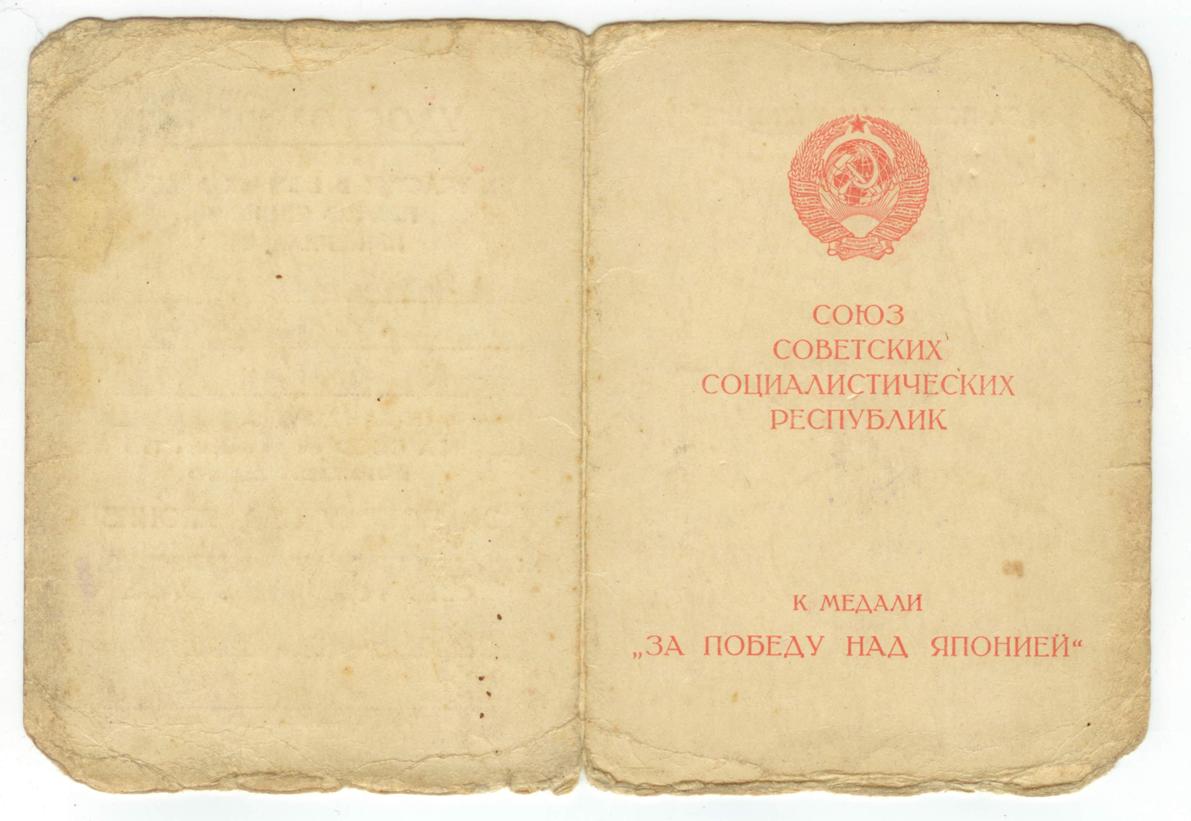 СОЮЗ
СОВЕТСКИХ
СОЦИАЛИСТИЧЕСКИХ
РЕСПУБЛИК
К МЕДАЛИ
„ЗА ПОБЕДУ НАД ЯПОНИЕЙ“